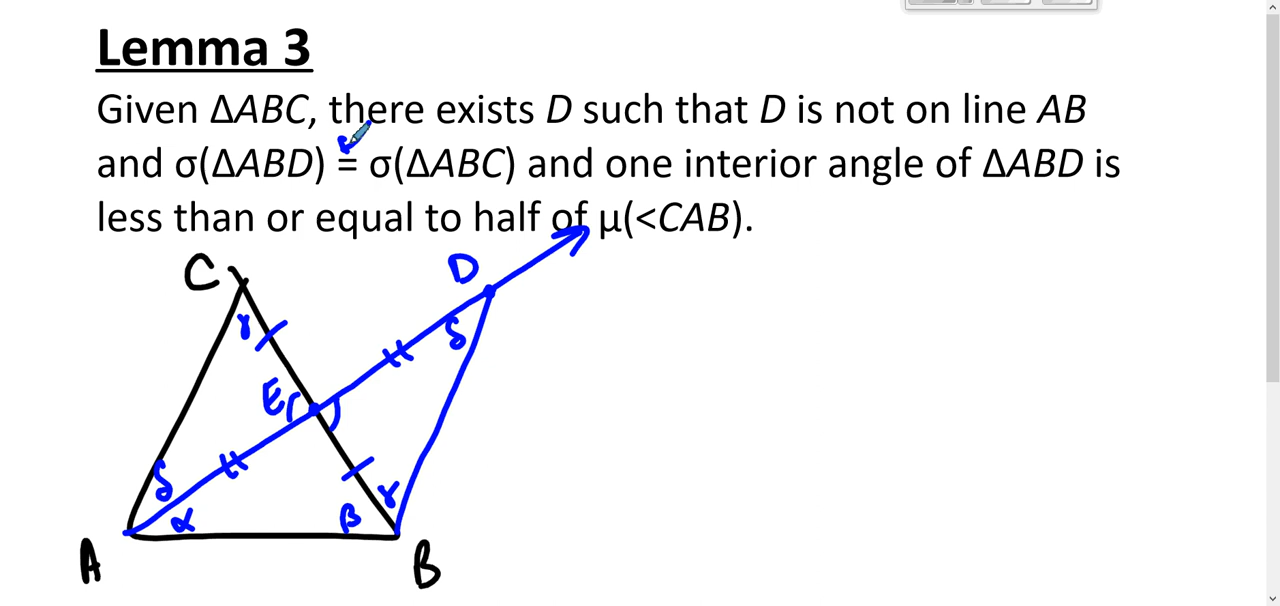 Lemma 3
Given ΔABC, there exists D such that D is not on line AB
and σ(ΔABD) = σ(ΔABC) and one interior angle of ΔABD is
less than or equal to half of μ(<CAB).
C
D
γ
δ
E
δ
α
β
γ
A
B